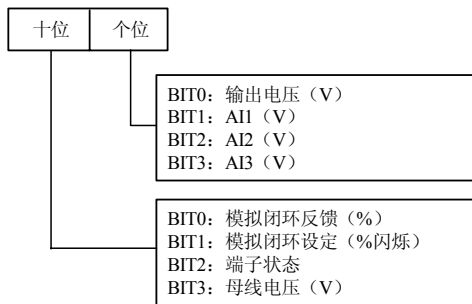 十位 个位
BIT0：输出电压（V）
BIT1：AI1（V）
BIT2：AI2（V）
BIT3：AI3（V）
BIT0：模拟闭环反馈（%）
BIT1：模拟闭环设定（%闪烁）
BIT2：端子状态
BIT3：母线电压（V）